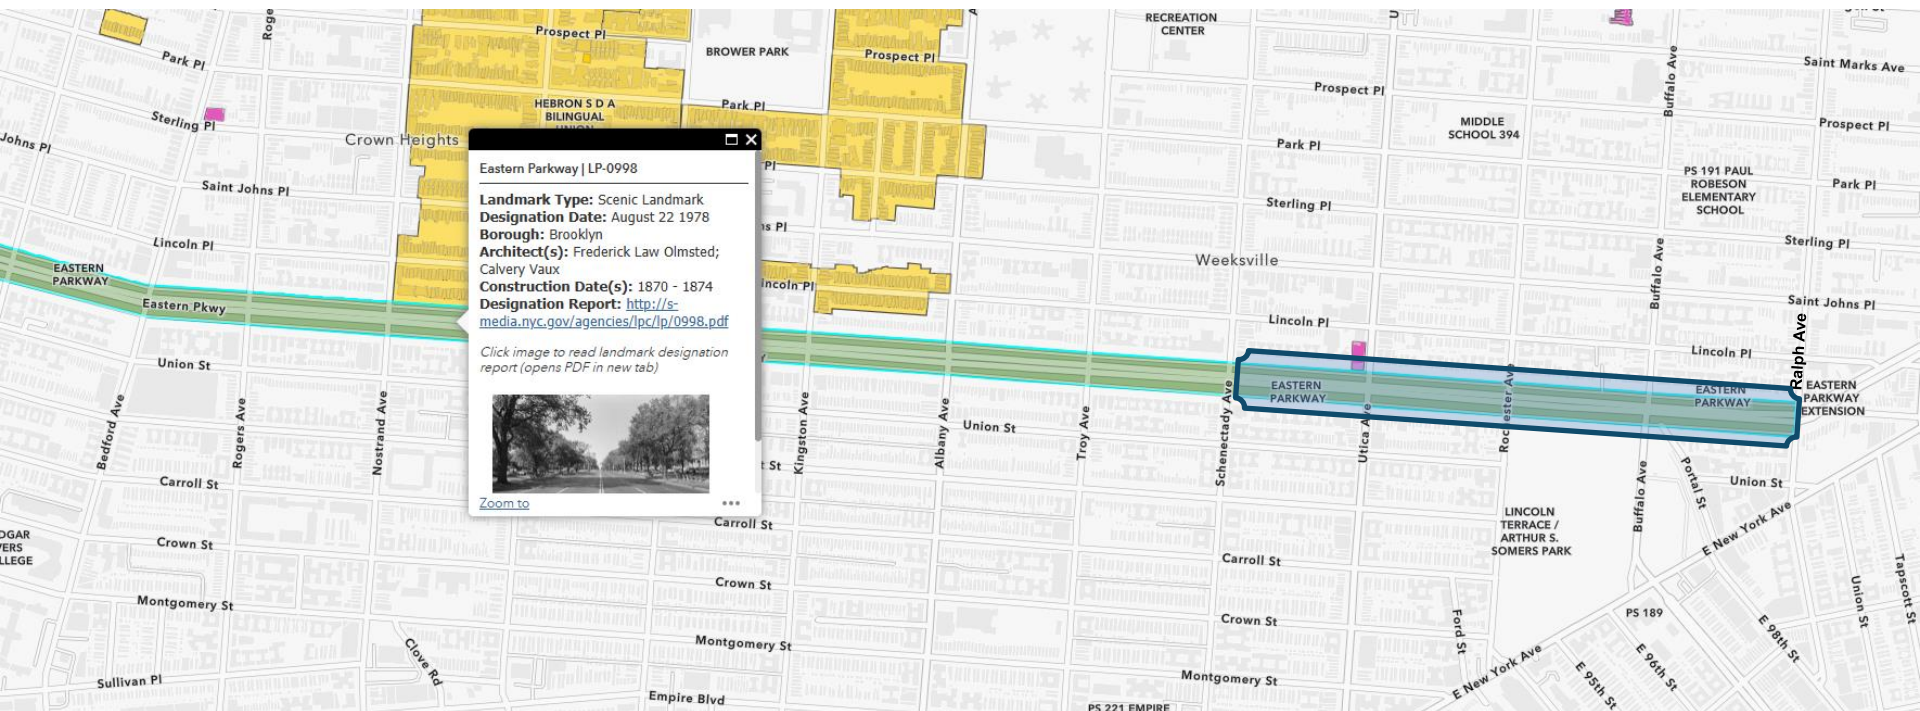 RECREATION
CENTER
Prospect Pl
BROWER PARK
Prospect Pl
Park Pl
Saint Marks Ave
Buffalo Ave
Prospect Pl
HEBRON S D A
BILINGUAL
Park Pl
Sterling Pl
Crown Heights
Johns Pl
MIDDLE
SCHOOL 394
Prospect Pl
Park Pl
Saint Johns Pl
PS 191 PAUL
ROBESON
ELEMENTARY
SCHOOL
Park Pl
Sterling Pl
Lincoln Pl
Sterling Pl
EASTERN
PARKWAY
Weeksville
Buffalo Ave
Eastern Pkwy
Saint Johns Pl
Eastern Parkway | LP-0998
Landmark Type: Scenic Landmark
Designation Date: August 22 1978
Borough: Brooklyn
Architect(s): Frederick Law Olmsted;
Calvery Vaux
Construction Date(s): 1870 - 1874
Designation Report: http://s-
media.nyc.gov/agencies/lpc/lp/0998.pdf
Click image to read landmark designation
report (opens PDF in new tab)
Zoom to
Lincoln Pl
Lincoln Pl
Ralph Ave
Union St
EASTERN
PARKWAY
EASTERN
PARKWAY
EASTERN
PARKWAY
EXTENSION
Bedford Ave
Rogers Ave
Nostrand Ave
Kingston Ave
Albany Ave
Union St
Troy Ave
Schenectady Ave
Utica Ave
Rochester Ave
Buffalo Ave
Portal St
Union St
Carroll St
LINCOLN
TERRACE /
ARTHUR S.
SOMERS PARK
E New York Ave
Carroll St
Crown St
Carroll St
Crown St
Montgomery St
Crown St
PS 189
Ford St
E 98th St
Union St
Tapscott St
Clove Rd
Montgomery St
E New York Ave
E 96th St
E 95th St
Sullivan Pl
Montgomery St
Empire Blvd
PS 221 EMPIRE